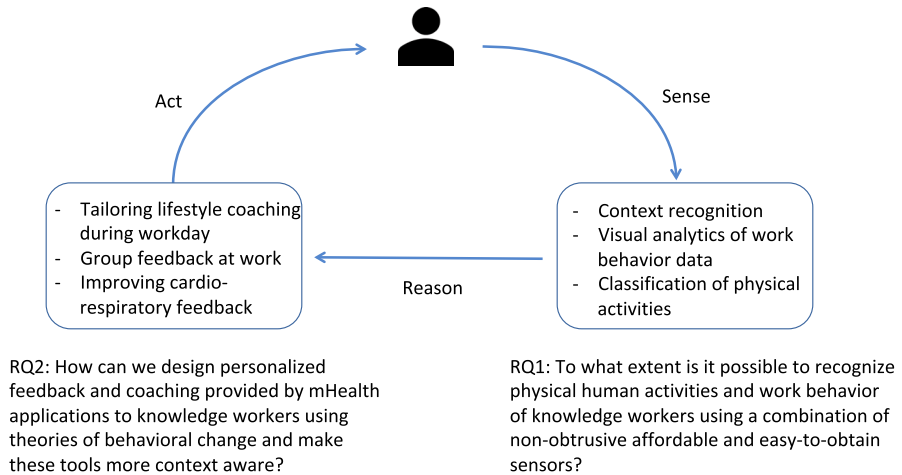 Act
Sense
- Tailoring lifestyle coaching
during workday
- Group feedback at work
- Improving cardio-
respiratory feedback
- Context recognition
- Visual analytics of work
behavior data
- Classification of physical
activities
Reason
RQ2: How can we design personalized
feedback and coaching provided by mHealth
applications to knowledge workers using
theories of behavioral change and make
these tools more context aware?
RQ1: To what extent is it possible to recognize
physical human activities and work behavior
of knowledge workers using a combination of
non-obtrusive affordable and easy-to-obtain
sensors?